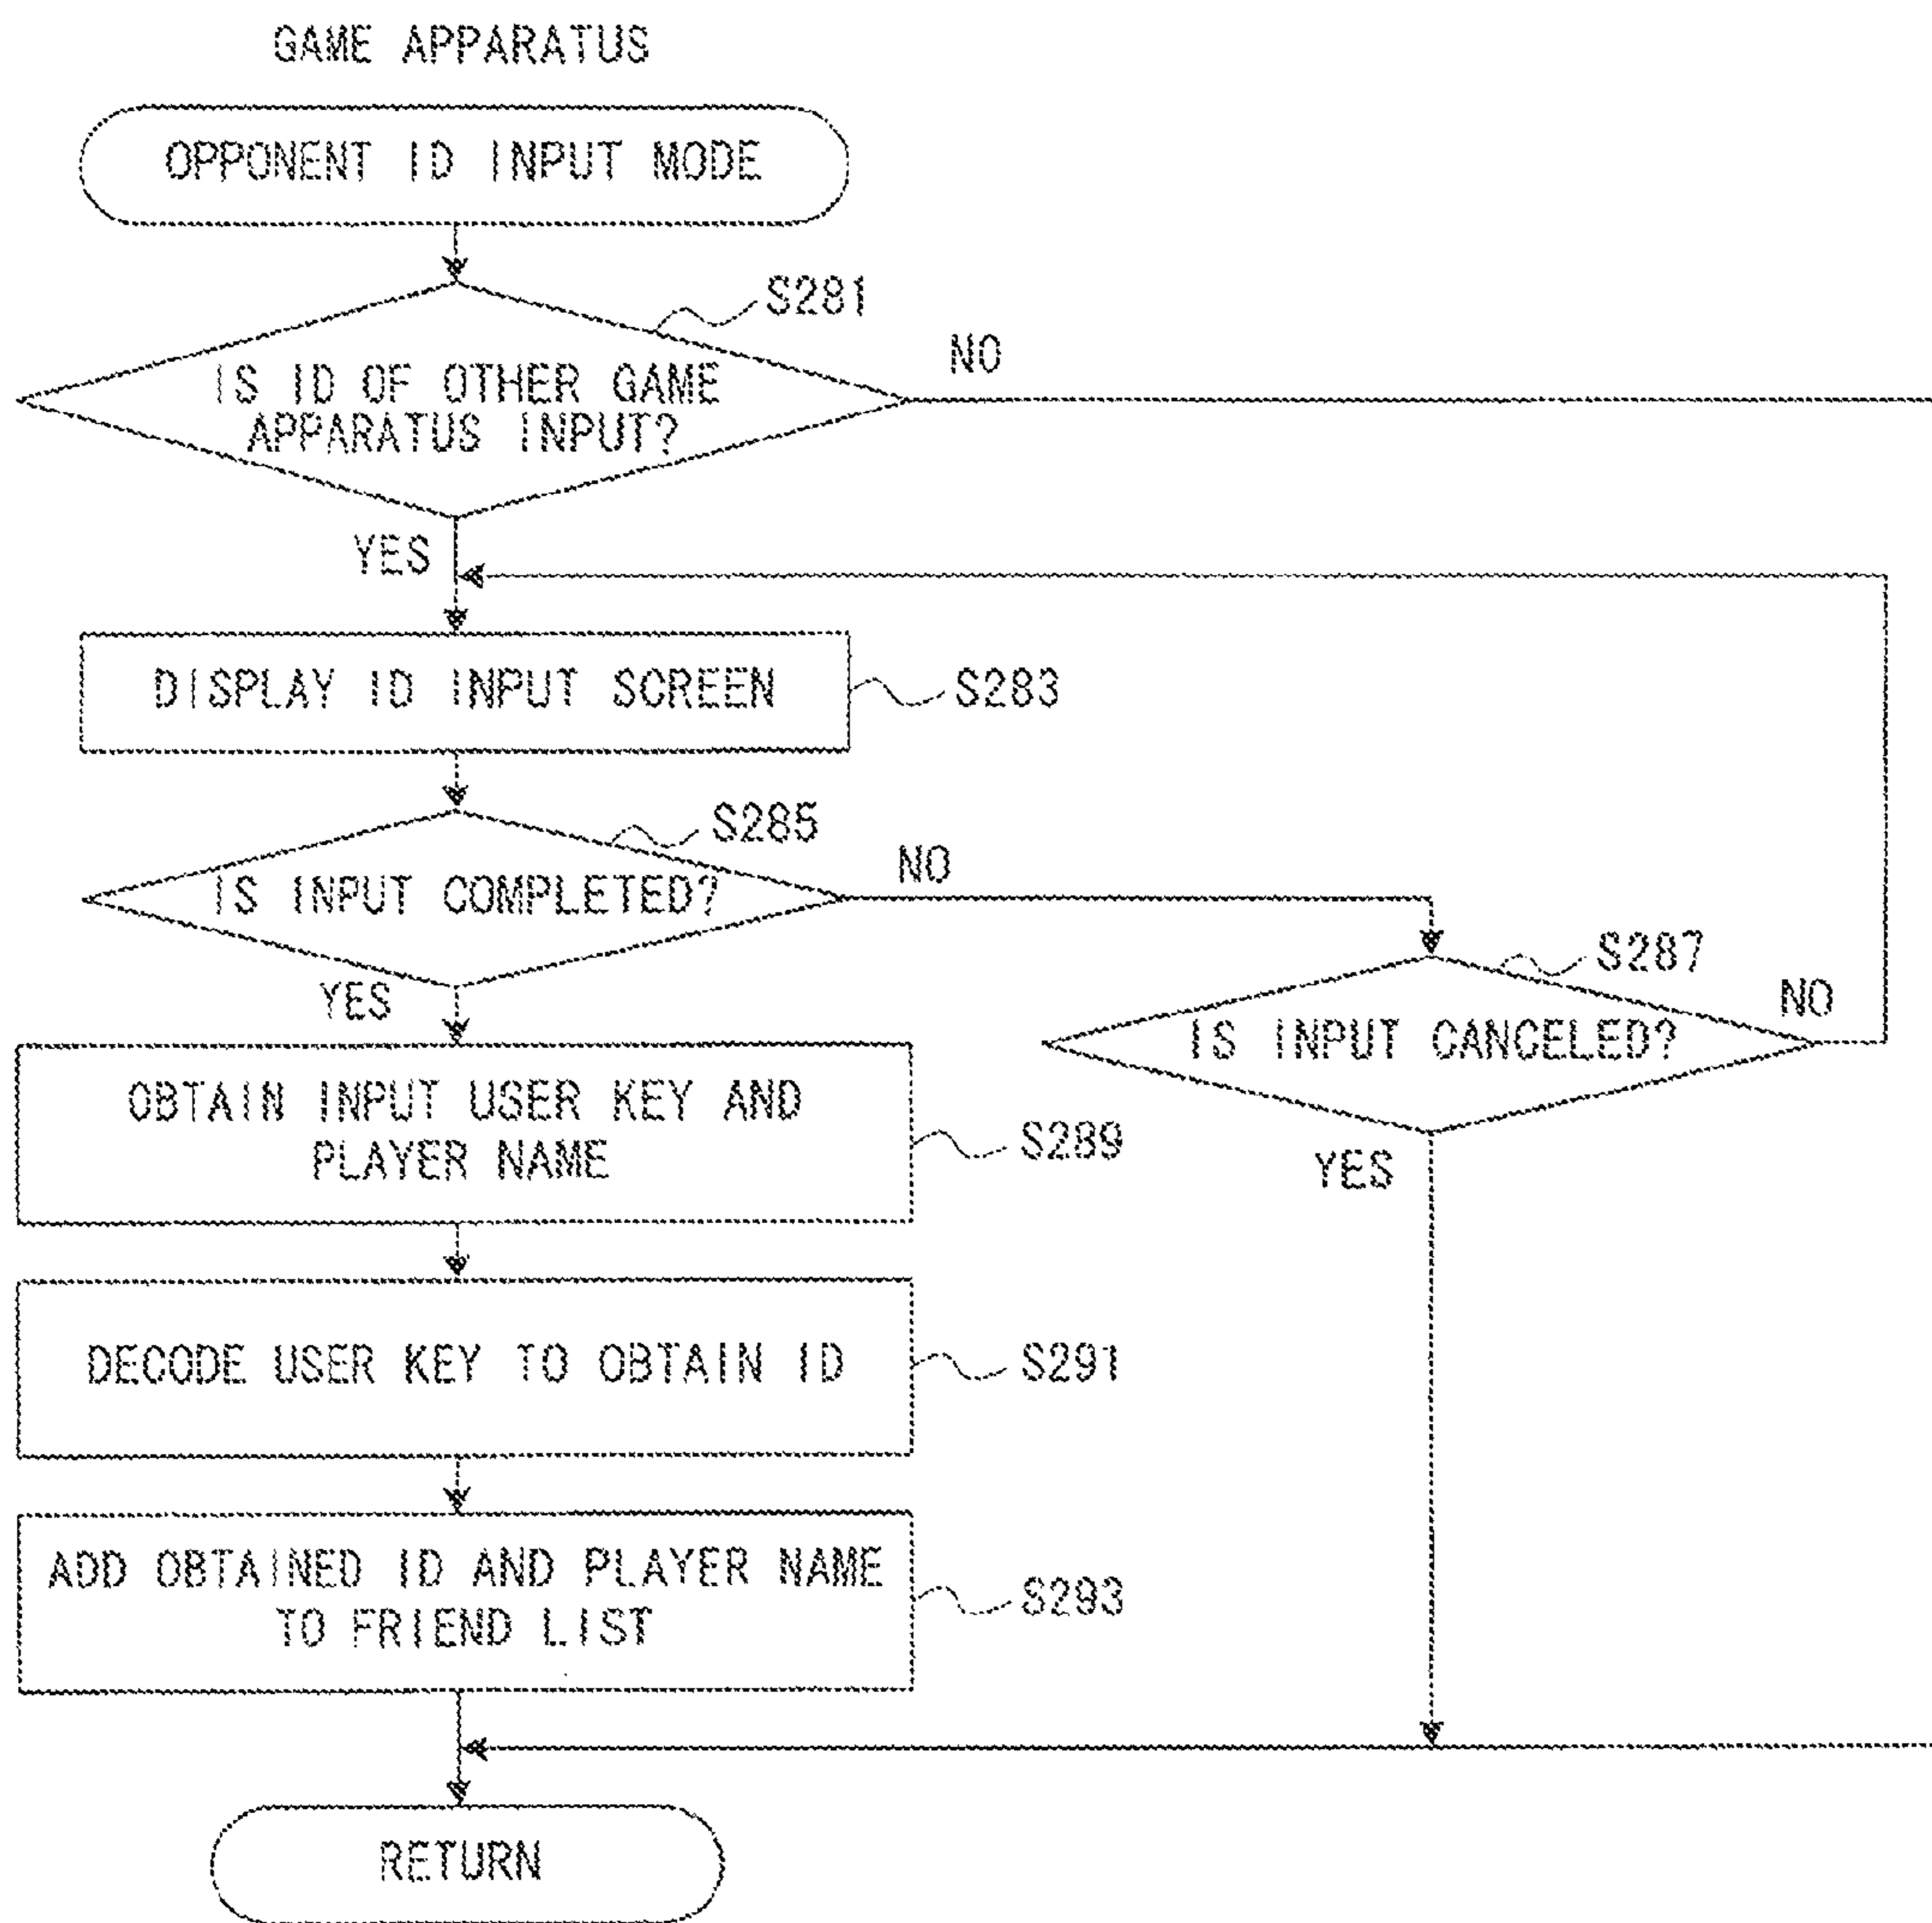 GAME APPARATUS
OPPONENT ID INPUT MODE
S281
IS ID OF OTHER GAME
APPARATUS INPUT?
NO
YES
DISPLAY ID INPUT SCREEN
S283
S285
IS INPUT COMPLETED?
NO
YES
S287
IS INPUT CANCELED?
NO
YES
OBTAIN INPUT USER KEY AND
PLAYER NAME
S289
DECODE USER KEY TO OBTAIN ID
S291
ADD OBTAINED ID AND PLAYER NAME
TO FRIEND LIST
S293
RETURN